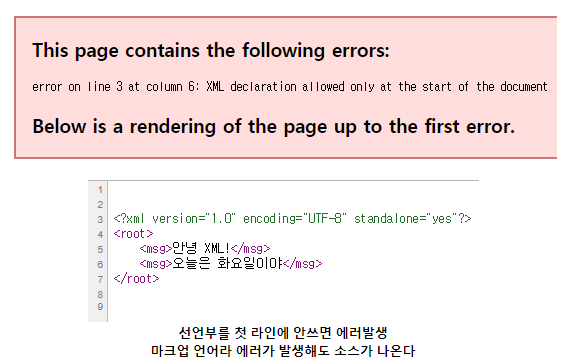 This page contains the following errors:
error on line 3 at column 6: XML declaration allowed only at the start of the document
Below is a rendering of the page up to the first error.
1
2
3 <?xml version="1.0" encoding="UTF-8" standalone="yes"?>
4 <root>
5 <msg>안녕 XML!</msg>
6 <msg>오늘은 화요일이야</msg>
7 </root>
8
9
선언부를 첫 라인에 안쓰면 에러발생
마크업 언어라 에러가 발생해도 소스가 나온다